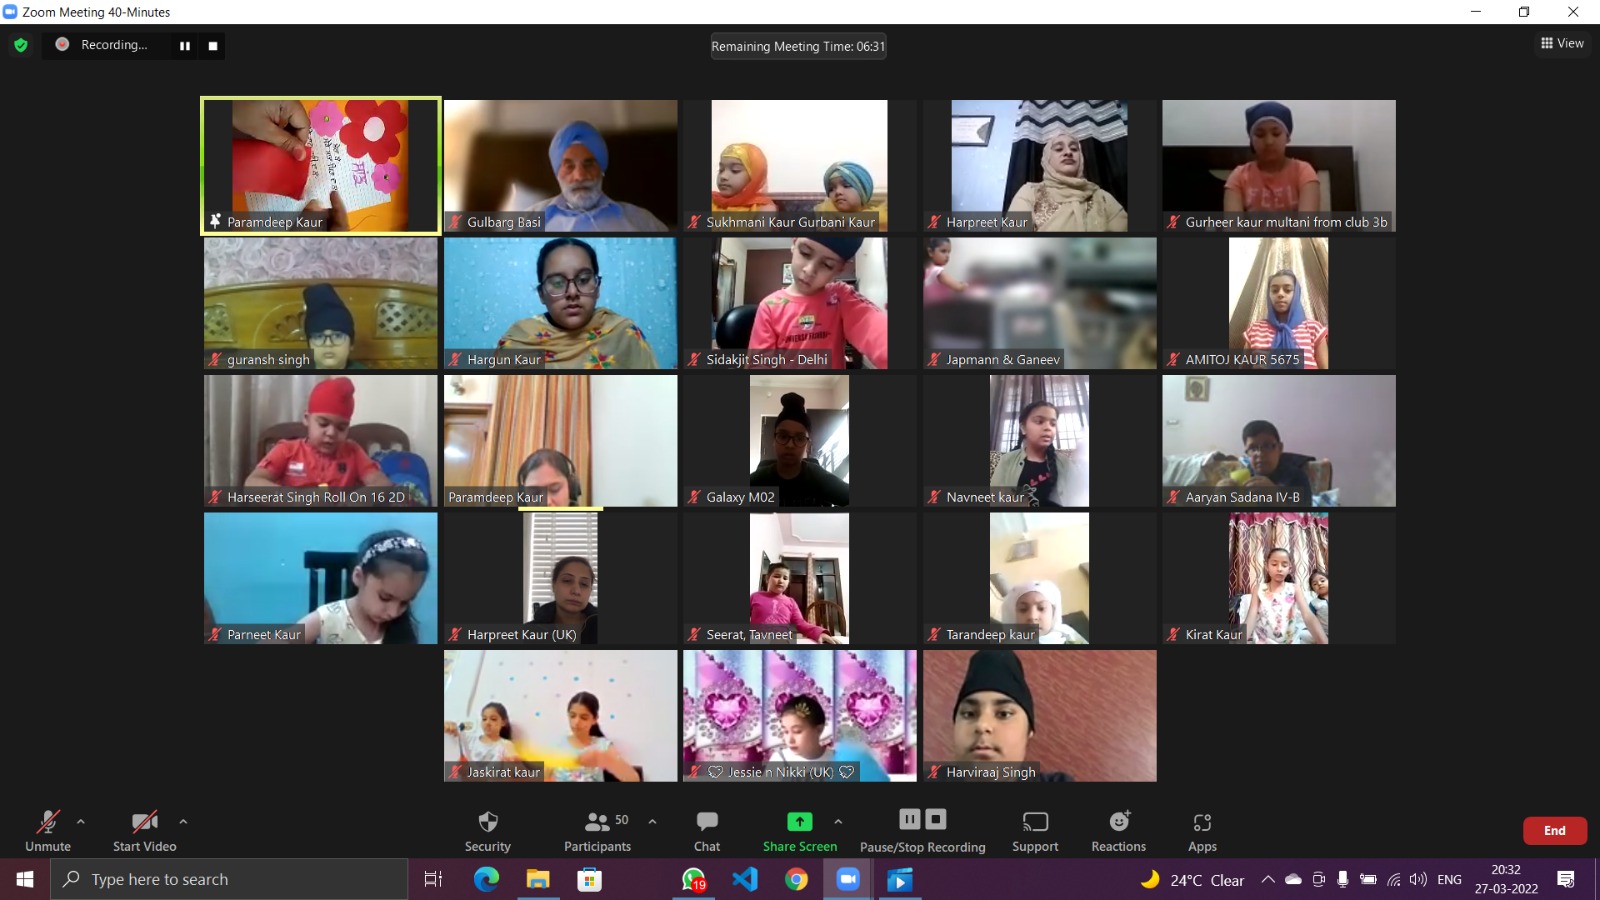 Zoom Meeting 40-Minutes
Recording...
Remaining Meeting Time: 06:31
View
Paramdeep Kaur
Gulbarg Basi
Sukhmani Kaur Gurbani Kaur
Harpreet Kaur
Gurheer kaur multani from club 3b
guransh singh
Hargun Kaur
Sidakjit Singh - Delhi
Japmann & Ganeev
AMITOJ KAUR 5675
Harseerat Singh Roll On 16 2D
Paramdeep Kaur
Galaxy M02
Navneet kaur
Aaryan Sadana IV-B
Parneet Kaur
Harpreet Kaur (UK)
Seerat, Tavneet
Tarandeep kaur
Kirat Kaur
Jaskirat kaur
Jessie n Nikki (UK)
Harviraaj Singh
Unmute
Start Video
Security
50
Participants
Chat
Share Screen
Pause/Stop Recording
Support
Reactions
Apps
End
Type here to search
19
24°C Clear
ENG
20:32
27-03-2022